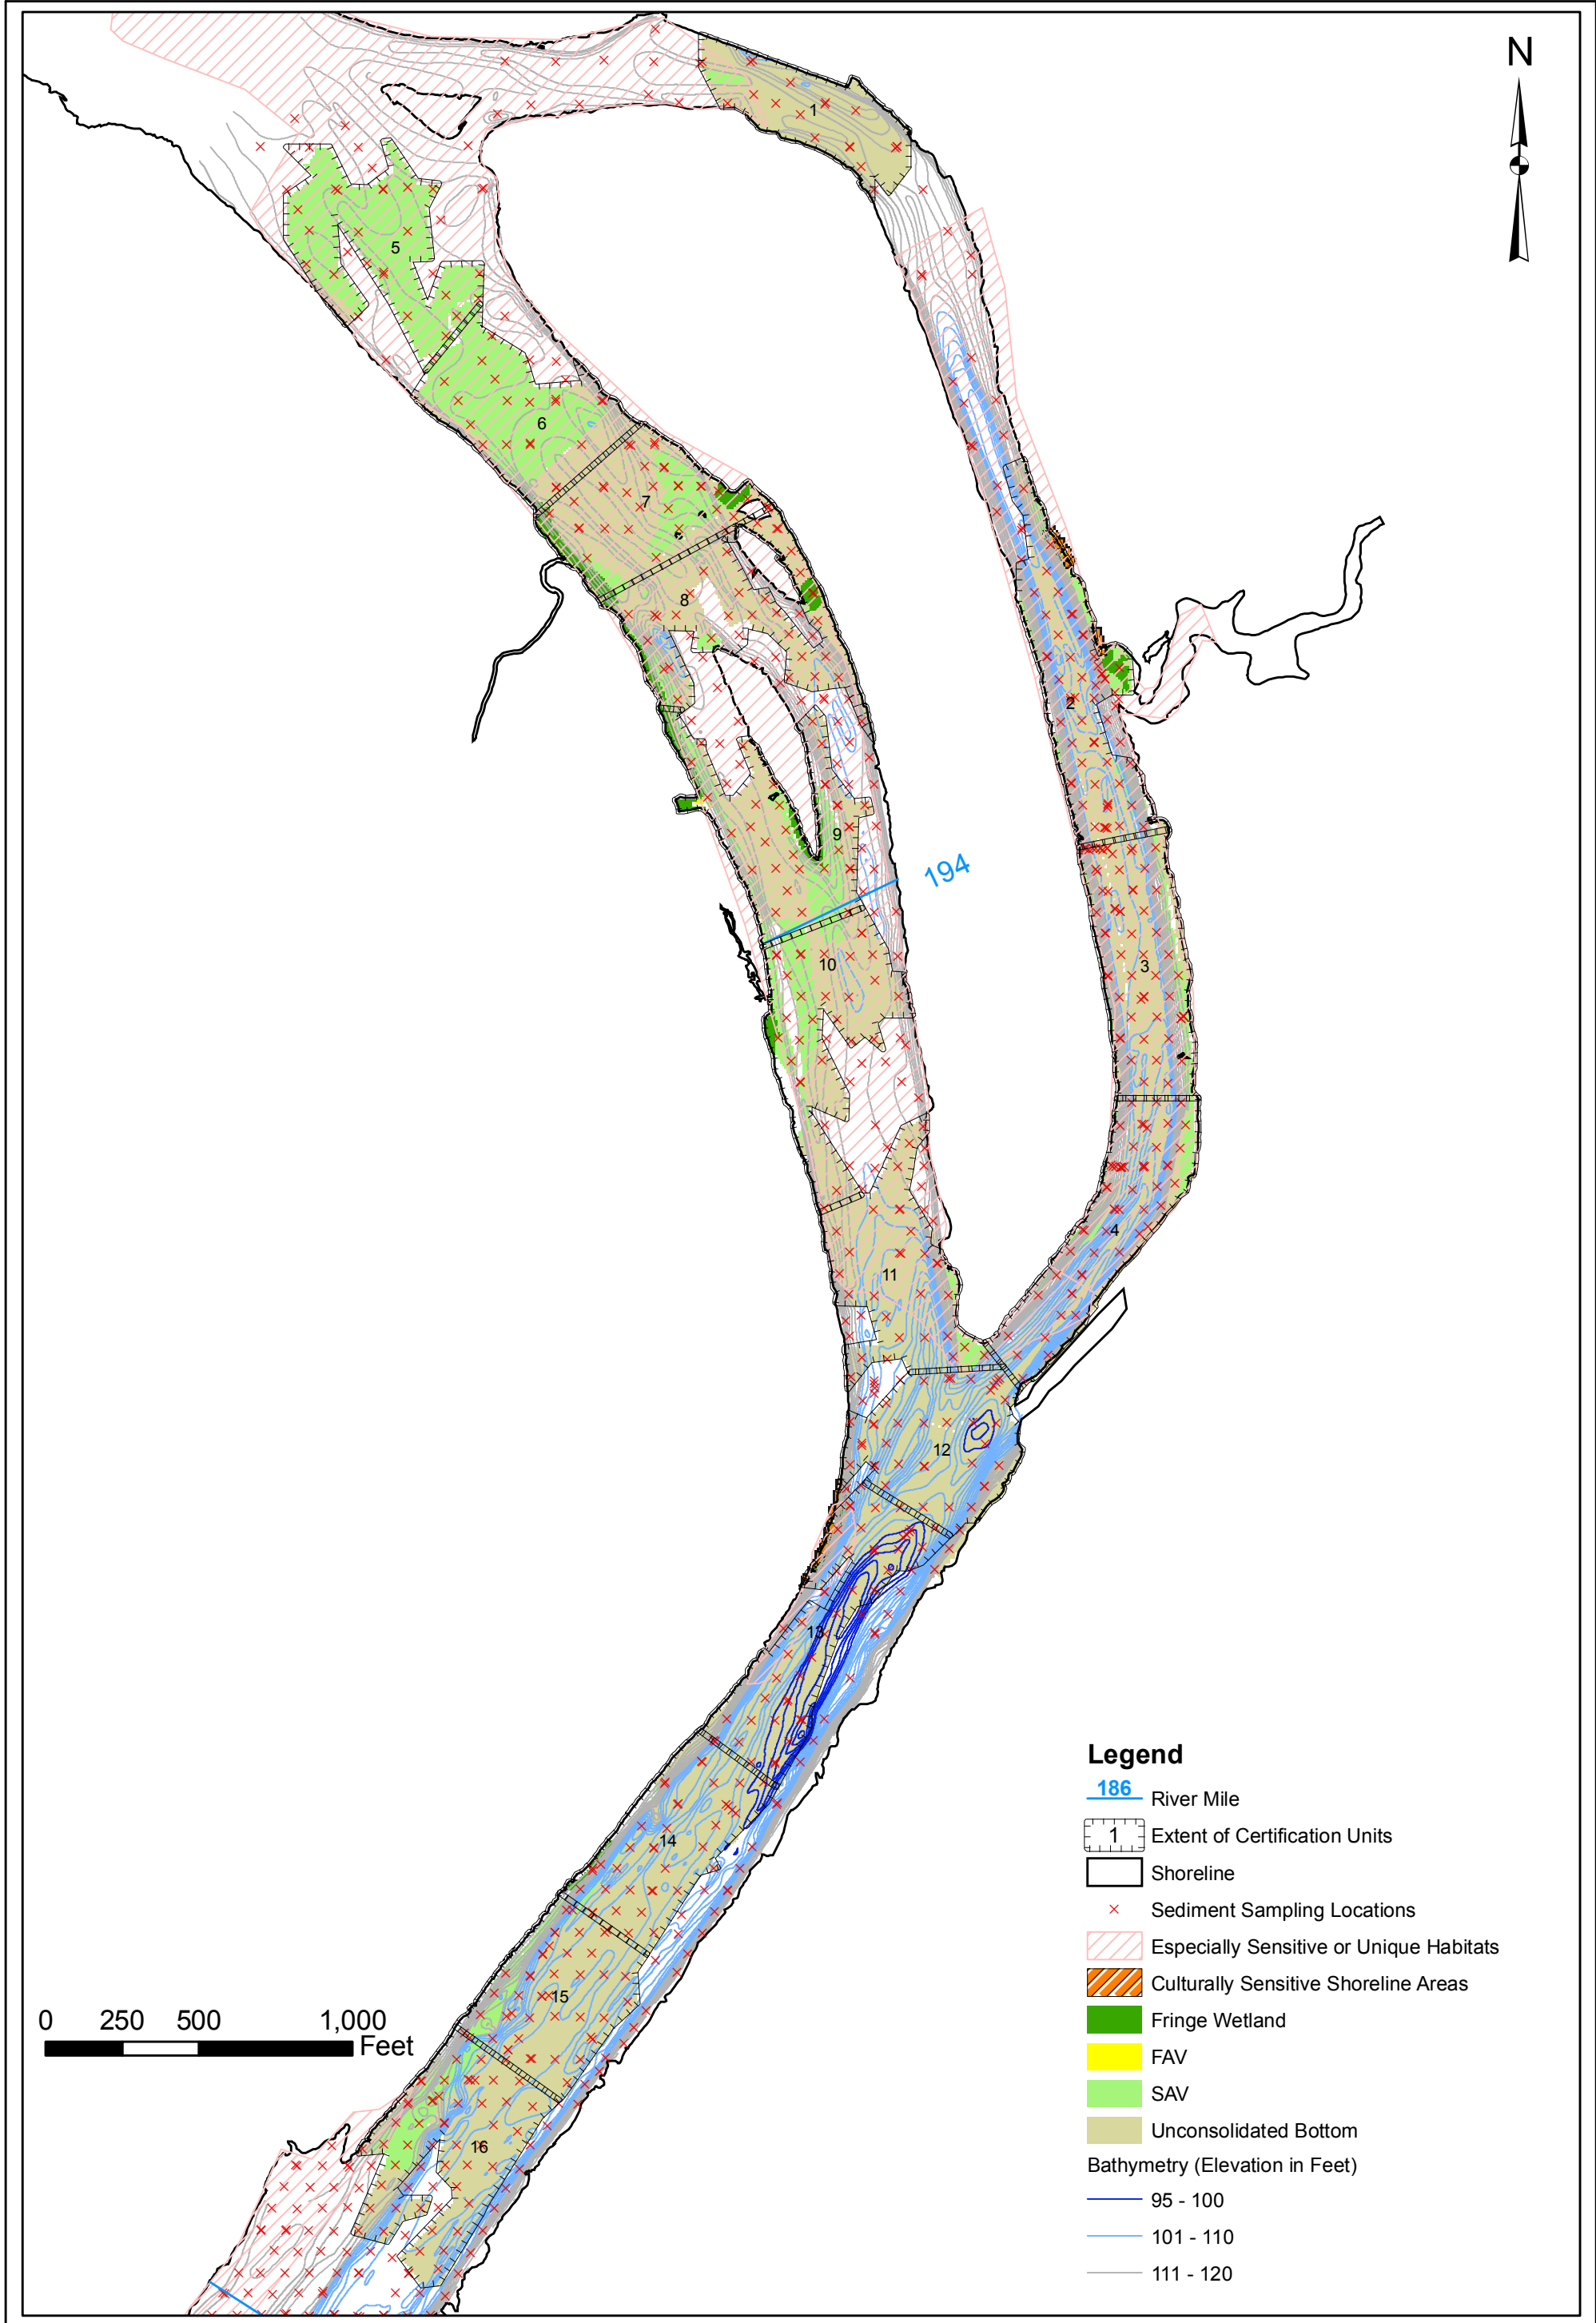 N
1
5
6
7
8
2
9
194
10
3
4
11
12
13
14
15
16
0 250 500 1,000
Feet
Legend
186 River Mile
1 Extent of Certification Units
Shoreline
Sediment Sampling Locations
Especially Sensitive or Unique Habitats
Culturally Sensitive Shoreline Areas
Fringe Wetland
FAV
SAV
Unconsolidated Bottom
Bathymetry (Elevation in Feet)
95 - 100
101 - 110
111 - 120